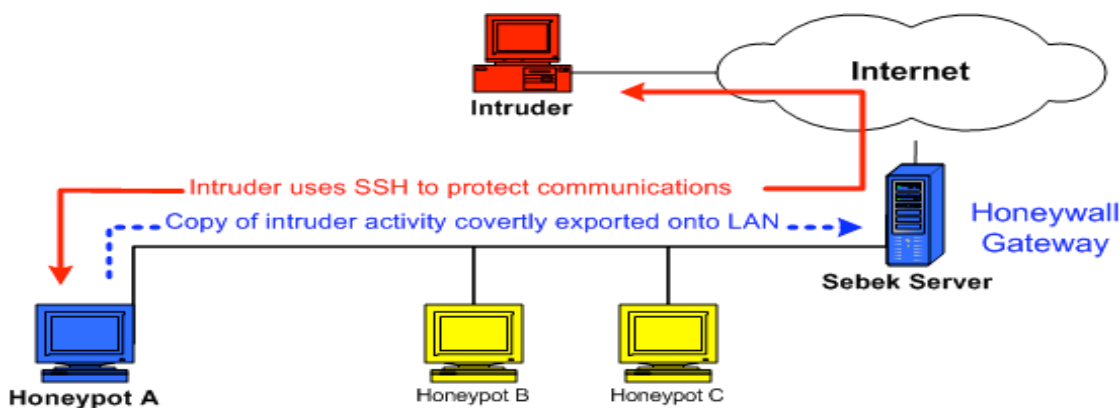 Internet
Intruder
Intruder uses SSH to protect communications
Copy of intruder activity covertly exported onto LAN
Honeywall
Gateway
Sebek Server
Honeypot A
Honeypot B
Honeypot C